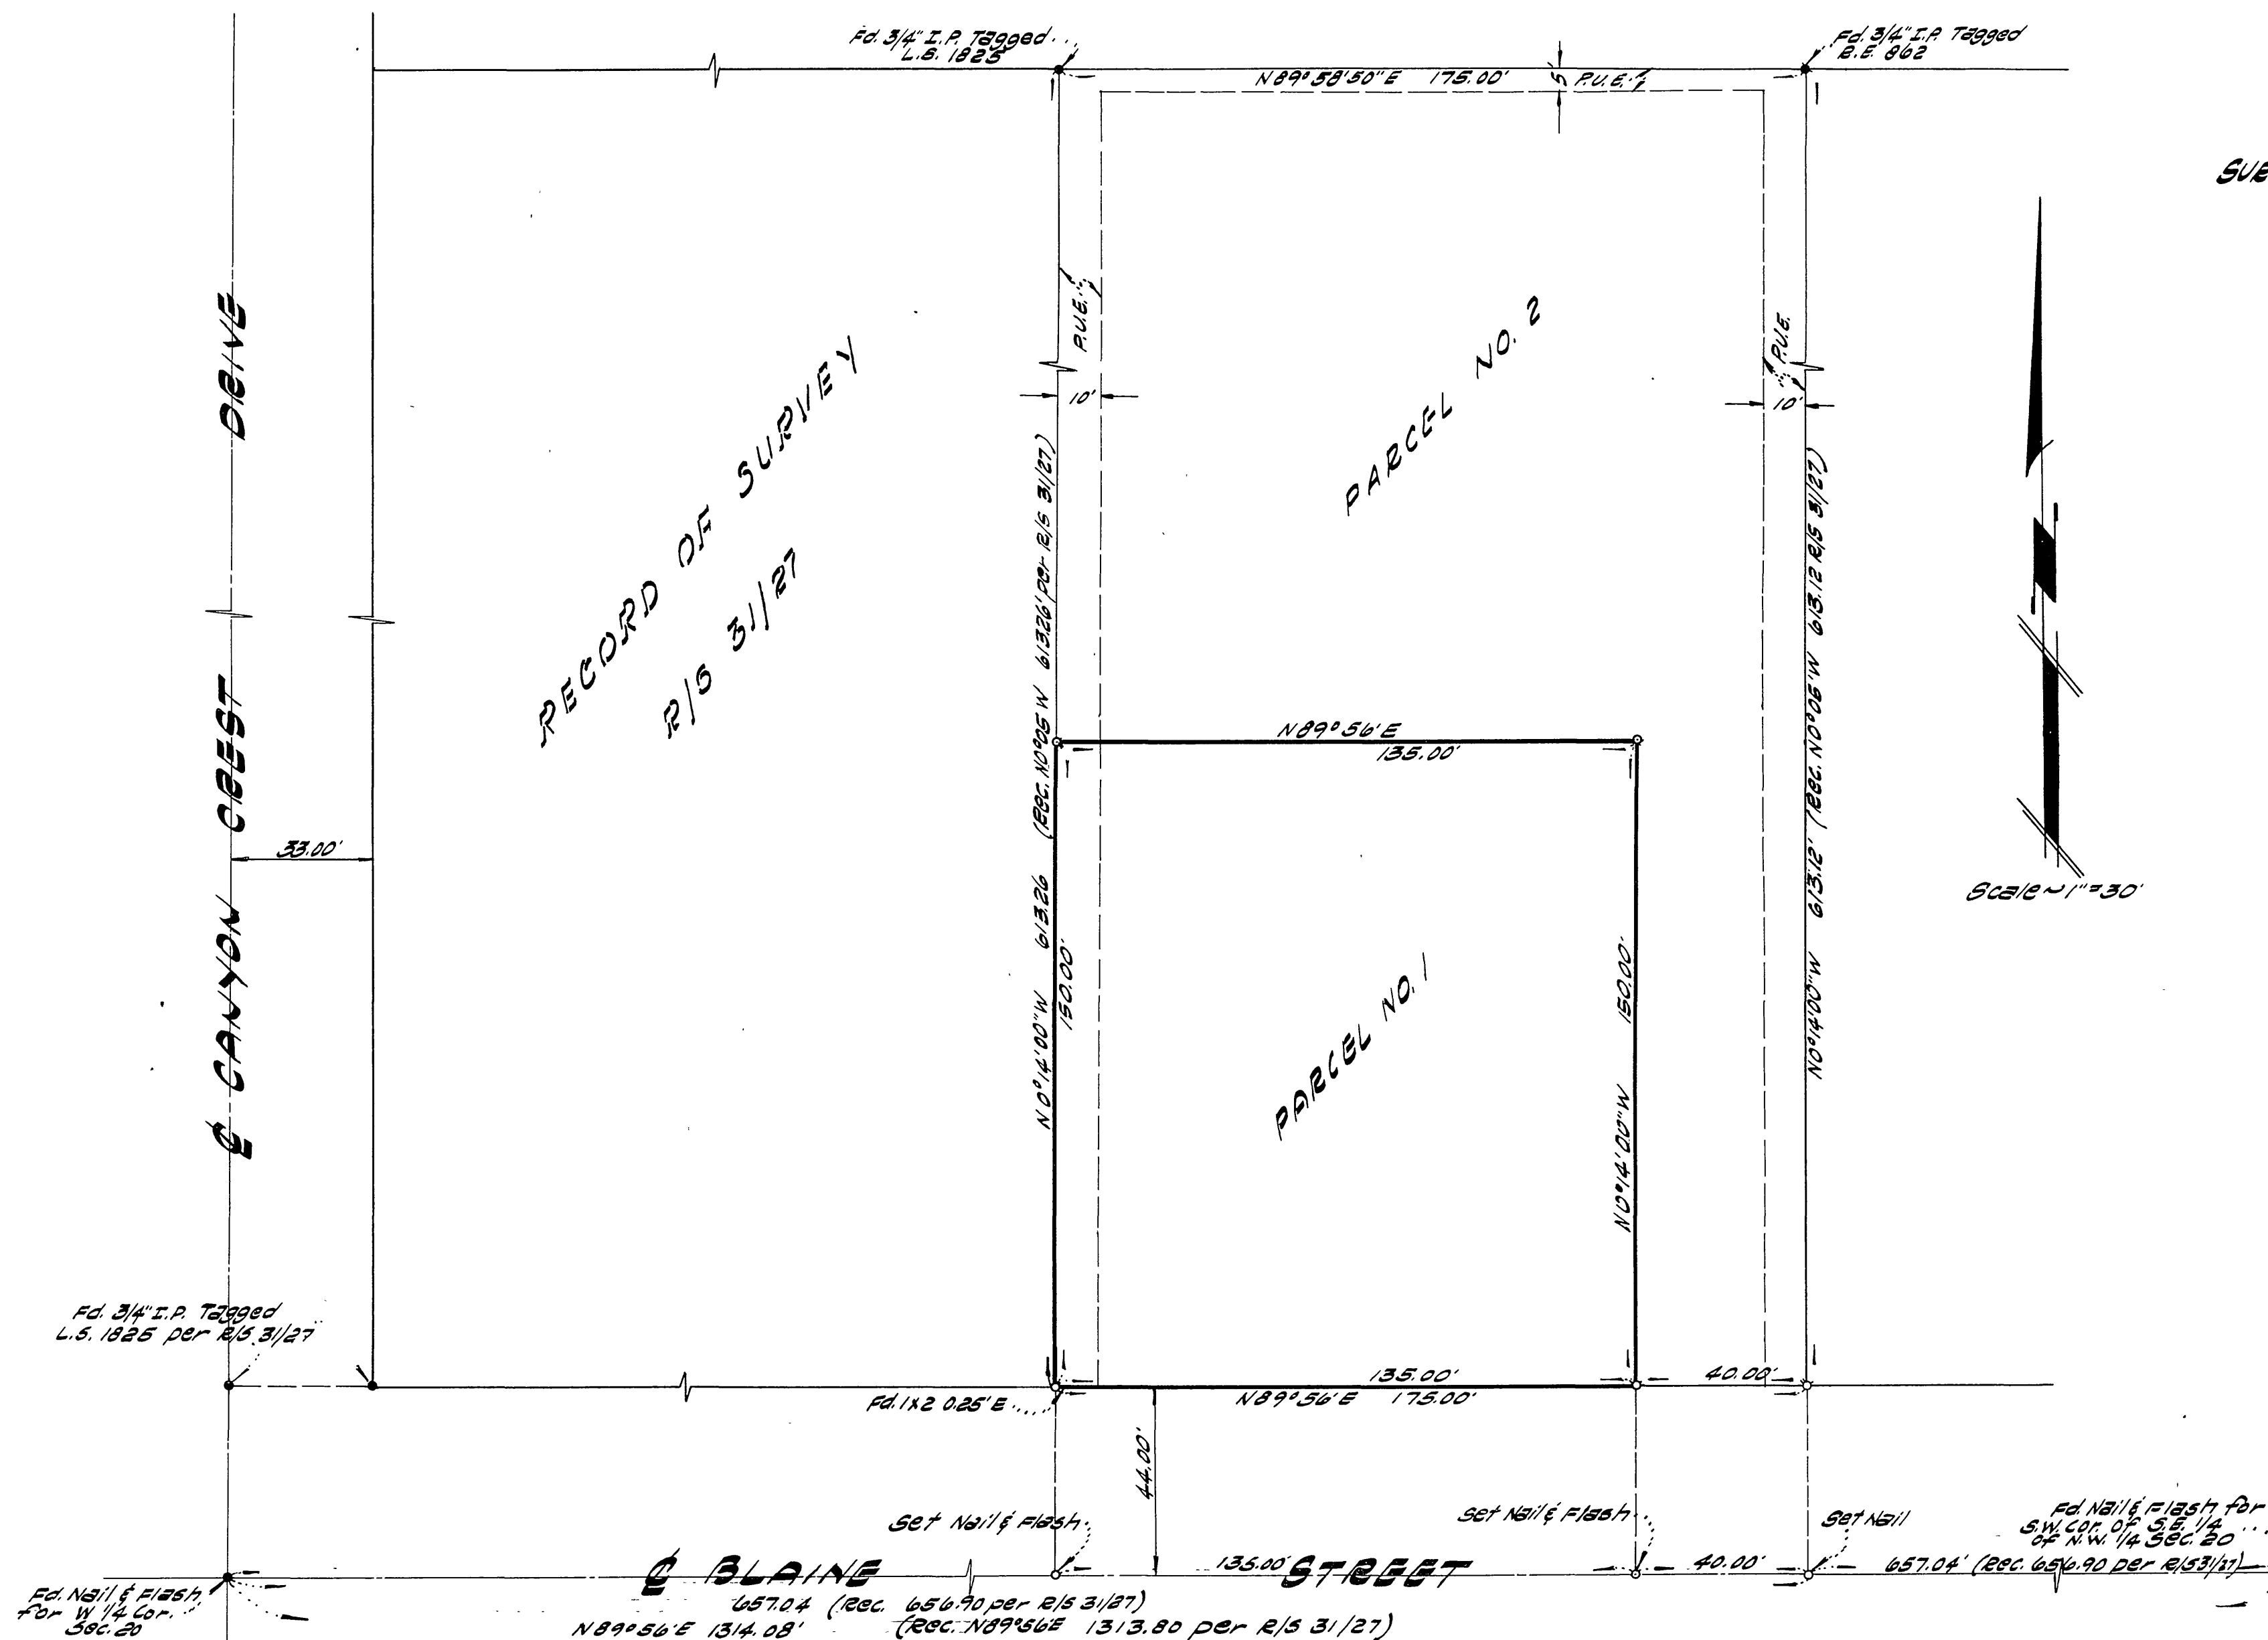 Fd. 3/4" I.P. Tagged
L.S. 1825
Fd. 3/4" I.P. Tagged
R.E. 862
N 89° 58' 50" E 175.00'
5' P.U.E.
P.U.E.
10'
P.U.E.
10'
DRIVE
CREST
℄ CANYON
33.00'
RECORD OF SURVEY
R/S 31/27
PARCEL NO. 2
N 0° 14' 00" W 613.26 (Rec. N0°05'W 613.26' per R/S 31/27)
150.00'
N 89° 56' E
135.00'
PARCEL NO. 1
150.00'
N 0° 14' 00" W
N0°14'00"W 613.12' (Rec. N0°05'W 613.12 R/S 31/27)
N
Scale ~ 1" = 30'
Fd. 3/4" I.P. Tagged
L.S. 1825 per R/S 31/27
Fd. 1x2 0.25' E
135.00'
N 89° 56' E 175.00'
40.00'
44.00'
Set Nail & Flash
Set Nail & Flash
Set Nail
Fd. Nail & Flash for
S.W. Cor. of S.E. 1/4
of N.W. 1/4 Sec. 20
Fd. Nail & Flash
for W 1/4 Cor.
Sec. 20
℄ BLAINE STREET
135.00'
40.00'
657.04' (Rec. 656.90 per R/S 31/27)
657.04 (Rec. 656.90 per R/S 31/27)
N 89° 56' E 1314.08' (Rec. N89°56'E 1313.80 per R/S 31/27)